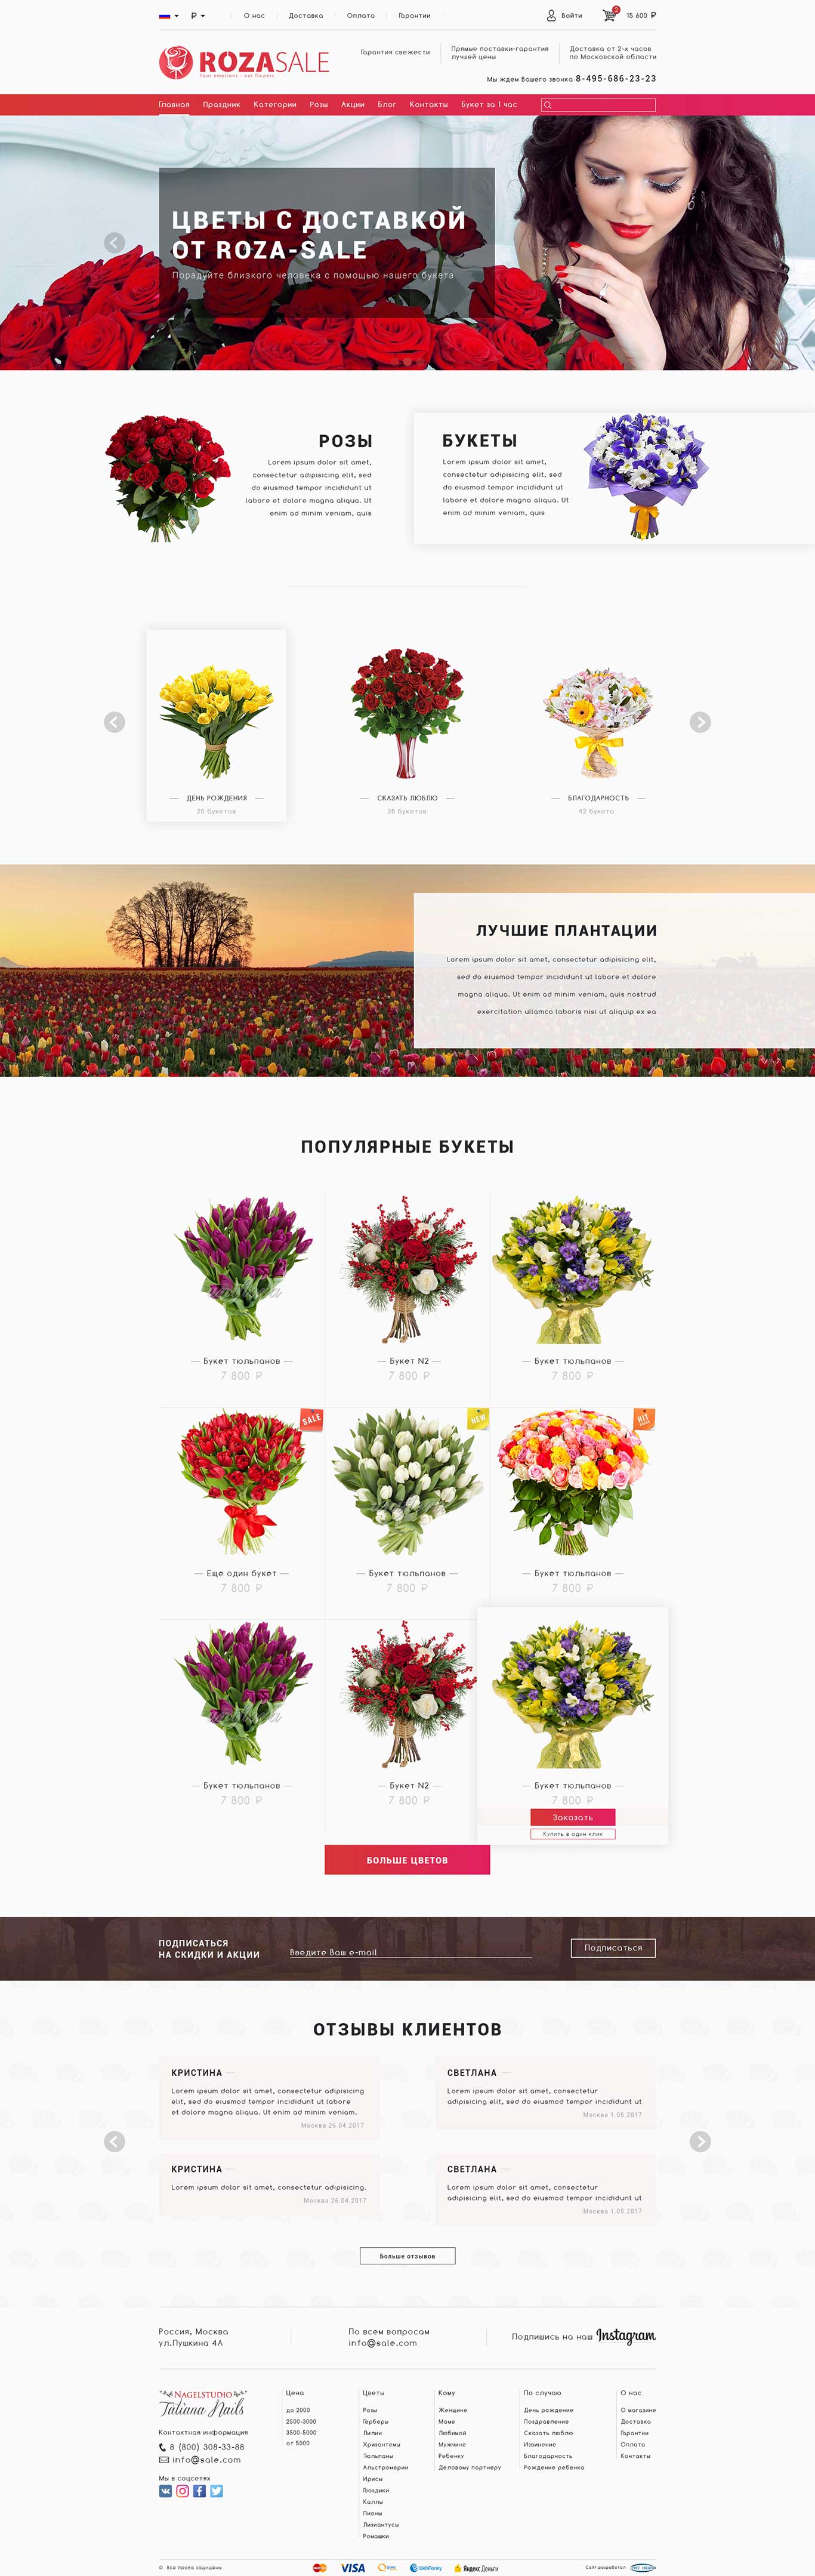 ₽
О нас
Доставка
Оплата
Гарантии
Войти
2
15 600 ₽
ROZASALE
Your emotions - our flowers
Гарантия свежести
Прямые поставки-гарантия
лучшей цены
Доставка от 2-х часов
по Московской области
Мы ждем Вашего звонка 8-495-686-23-23
Главная
Праздник
Категории
Розы
Акции
Блог
Контакты
Букет за 1 час
ЦВЕТЫ С ДОСТАВКОЙ
ОТ ROZA-SALE
Порадуйте близкого человека с помощью нашего букета
РОЗЫ
Lorem ipsum dolor sit amet,
consectetur adipisicing elit, sed
do eiusmod tempor incididunt ut
labore et dolore magna aliqua. Ut
enim ad minim veniam, quis
БУКЕТЫ
Lorem ipsum dolor sit amet,
consectetur adipisicing elit, sed
do eiusmod tempor incididunt ut
labore et dolore magna aliqua. Ut
enim ad minim veniam, quis
ДЕНЬ РОЖДЕНИЯ
20 букетов
СКАЗАТЬ ЛЮБЛЮ
28 букетов
БЛАГОДАРНОСТЬ
42 букета
ЛУЧШИЕ ПЛАНТАЦИИ
Lorem ipsum dolor sit amet, consectetur adipisicing elit,
sed do eiusmod tempor incididunt ut labore et dolore
magna aliqua. Ut enim ad minim veniam, quis nostrud
exercitation ullamco laboris nisi ut aliquip ex ea
ПОПУЛЯРНЫЕ БУКЕТЫ
Букет тюльпанов
7 800 ₽
Букет N2
7 800 ₽
Букет тюльпанов
7 800 ₽
SALE
Еще один букет
7 800 ₽
NEW
Букет тюльпанов
7 800 ₽
HIT
Букет тюльпанов
7 800 ₽
Букет тюльпанов
7 800 ₽
Букет N2
7 800 ₽
Букет тюльпанов
7 800 ₽
Заказать
Купить в один клик
БОЛЬШЕ ЦВЕТОВ
ПОДПИСАТЬСЯ
НА СКИДКИ И АКЦИИ
Введите Ваш e-mail
Подписаться
ОТЗЫВЫ КЛИЕНТОВ
КРИСТИНА
Lorem ipsum dolor sit amet, consectetur adipisicing
elit, sed do eiusmod tempor incididunt ut labore
et dolore magna aliqua. Ut enim ad minim veniam.
Москва 26.04.2017
СВЕТЛАНА
Lorem ipsum dolor sit amet, consectetur
adipisicing elit, sed do eiusmod tempor incididunt ut
Москва 1.05.2017
КРИСТИНА
Lorem ipsum dolor sit amet, consectetur adipisicing.
Москва 26.04.2017
СВЕТЛАНА
Lorem ipsum dolor sit amet, consectetur
adipisicing elit, sed do eiusmod tempor incididunt ut
Москва 1.05.2017
Больше отзывов
Россия, Москва
ул.Пушкина 4А
По всем вопросам
info@sale.com
Подпишись на наш Instagram
NAGELSTUDIO
Tatiana Nails
Контактная информация
8 (800) 308-33-88
info@sale.com
Мы в соцсетях
Цена
до 2000
2500-3000
3500-5000
от 5000
Цветы
Розы
Герберы
Лилии
Хризантемы
Тюльпаны
Альстромерии
Ирисы
Гвоздики
Каллы
Пионы
Лизиантусы
Ромашки
Кому
Женщине
Маме
Любимой
Мужчине
Ребенку
Деловому партнеру
По случаю
День рождение
Поздравление
Сказать люблю
Извинение
Благодарность
Рождение ребенка
О нас
О магазине
Доставка
Гарантии
Оплата
Контакты
© Все права защищены
VISA
WebMoney
Яндекс Деньги
Сайт разработал